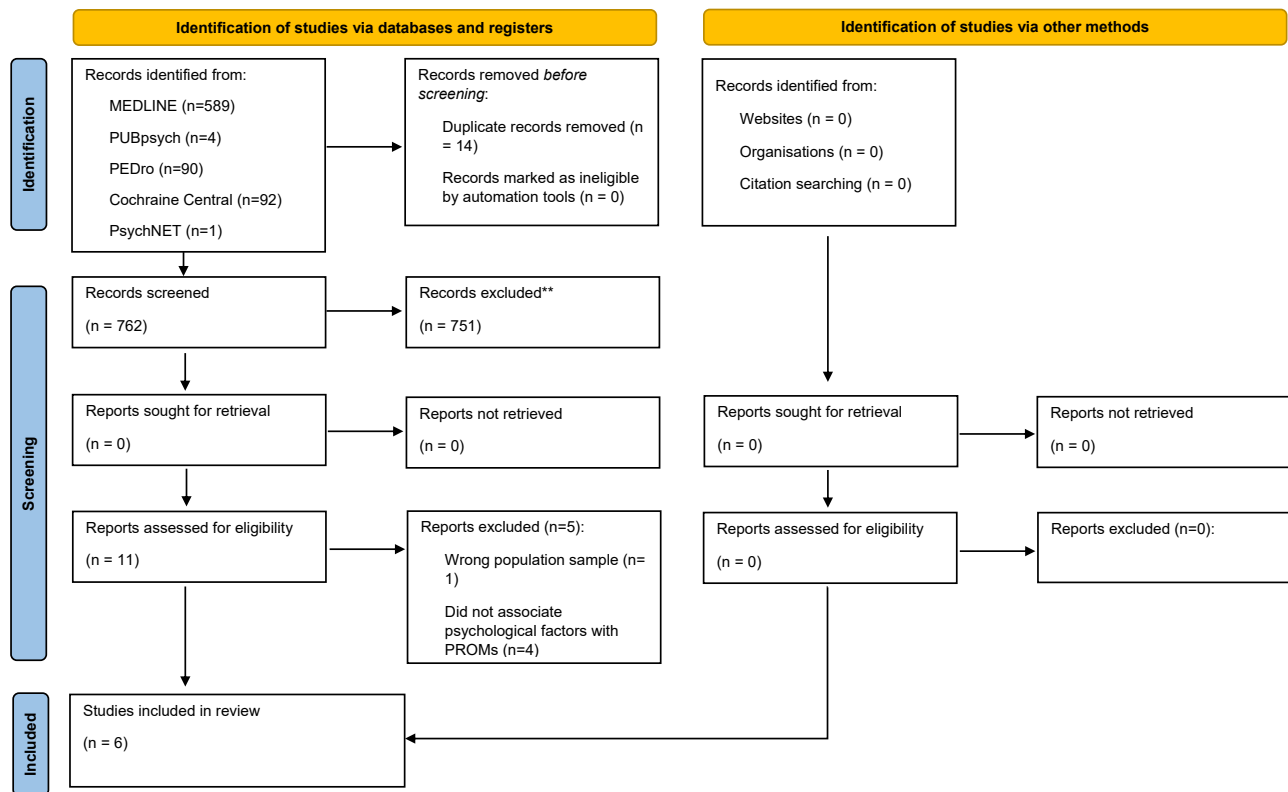 Identification of studies via databases and registers
Identification of studies via other methods
Identification
Records identified from:
MEDLINE (n=589)
PUBpsych (n=4)
PEDro (n=90)
Cochraine Central (n=92)
PsychNET (n=1)
Records removed before
screening:
Duplicate records removed (n
= 14)
Records marked as ineligible
by automation tools (n = 0)
Records identified from:
Websites (n = 0)
Organisations (n = 0)
Citation searching (n = 0)
Screening
Records screened
(n = 762)
Records excluded**
(n = 751)
Reports sought for retrieval
(n = 0)
Reports not retrieved
(n = 0)
Reports sought for retrieval
(n = 0)
Reports not retrieved
(n = 0)
Reports assessed for eligibility
(n = 11)
Reports excluded (n=5):
Wrong population sample (n=
1)
Did not associate
psychological factors with
PROMs (n=4)
Reports assessed for eligibility
(n = 0)
Reports excluded (n=0):
Included
Studies included in review
(n = 6)